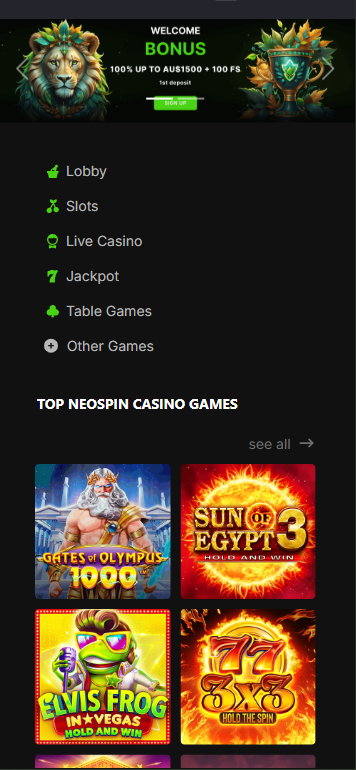 WELCOME
BONUS
100% UP TO AU$1500 + 100 FS
1st deposit
SIGN UP
Lobby
Slots
Live Casino
Jackpot
Table Games
Other Games
TOP NEOSPIN CASINO GAMES
see all
GATES of OLYMPUS
1000
SUN OF
EGYPT 3
HOLD AND WIN
ELVIS FROG
IN VEGAS
HOLD AND WIN
77
3x3
HOLD THE SPIN